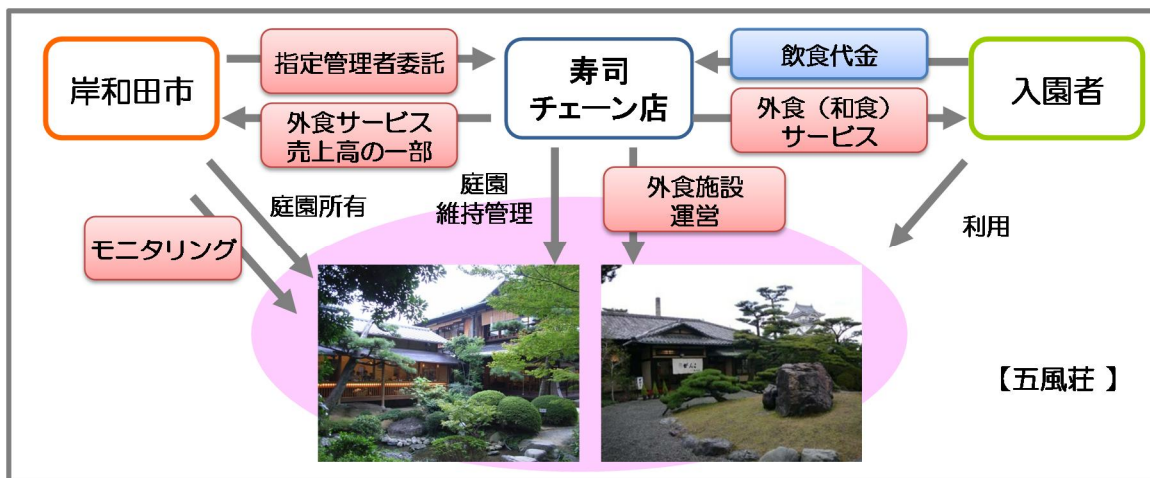 岸和田市
指定管理者委託
寿司
チェーン店
飲食代金
入園者
外食サービス
売上高の一部
外食（和食）
サービス
庭園所有
庭園
維持管理
外食施設
運営
利用
モニタリング
【五風荘 】